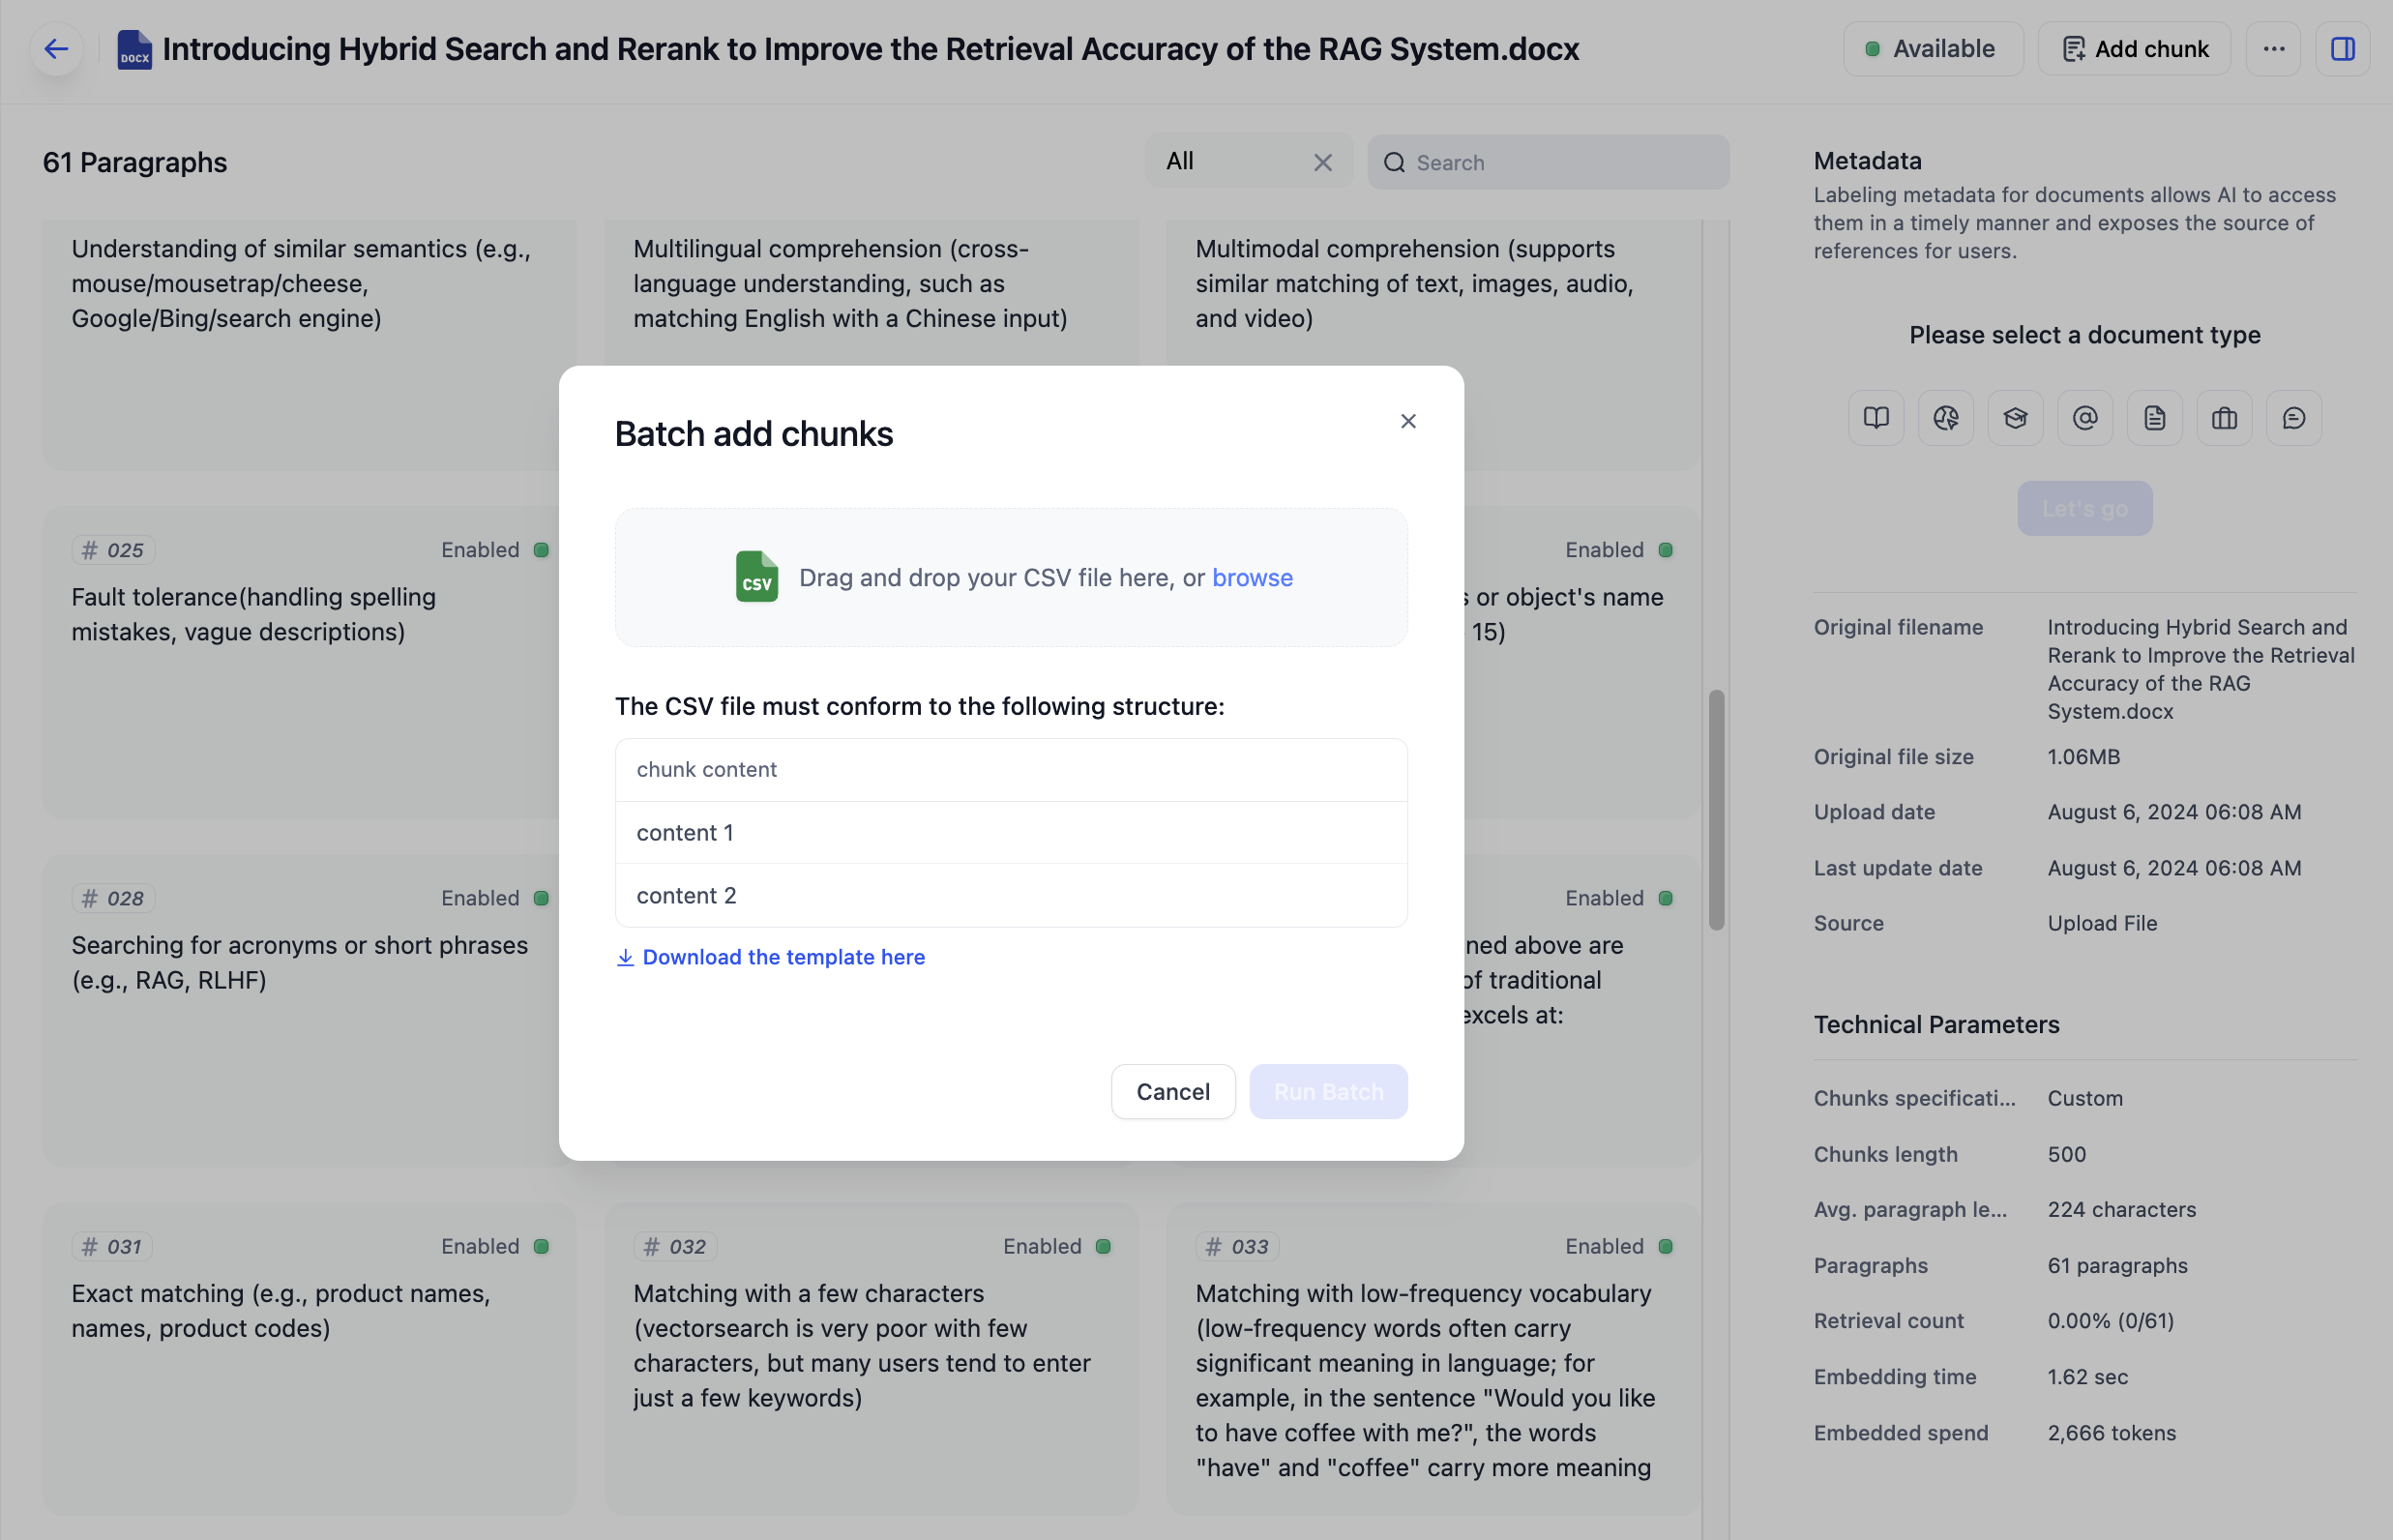 DOCX
Introducing Hybrid Search and Rerank to Improve the Retrieval Accuracy of the RAG System.docx
Available
Add chunk
61 Paragraphs
All
Search
Understanding of similar semantics (e.g.,
mouse/mousetrap/cheese,
Google/Bing/search engine)
Multilingual comprehension (cross-
language understanding, such as
matching English with a Chinese input)
Multimodal comprehension (supports
similar matching of text, images, audio,
and video)
# 025
Enabled
Fault tolerance(handling spelling
mistakes, vague descriptions)
Enabled
s or object's name
15)
# 028
Enabled
Searching for acronyms or short phrases
(e.g., RAG, RLHF)
Enabled
ned above are
of traditional
excels at:
# 031
Enabled
Exact matching (e.g., product names,
names, product codes)
# 032
Enabled
Matching with a few characters
(vectorsearch is very poor with few
characters, but many users tend to enter
just a few keywords)
# 033
Enabled
Matching with low-frequency vocabulary
(low-frequency words often carry
significant meaning in language; for
example, in the sentence "Would you like
to have coffee with me?", the words
"have" and "coffee" carry more meaning
Batch add chunks
CSV
Drag and drop your CSV file here, or browse
The CSV file must conform to the following structure:
chunk content
content 1
content 2
Download the template here
Cancel
Run Batch
Metadata
Labeling metadata for documents allows AI to access
them in a timely manner and exposes the source of
references for users.
Please select a document type
Let's go
Original filename
Introducing Hybrid Search and
Rerank to Improve the Retrieval
Accuracy of the RAG
System.docx
Original file size 1.06MB
Upload date August 6, 2024 06:08 AM
Last update date August 6, 2024 06:08 AM
Source Upload File
Technical Parameters
Chunks specificati... Custom
Chunks length 500
Avg. paragraph le... 224 characters
Paragraphs 61 paragraphs
Retrieval count 0.00% (0/61)
Embedding time 1.62 sec
Embedded spend 2,666 tokens